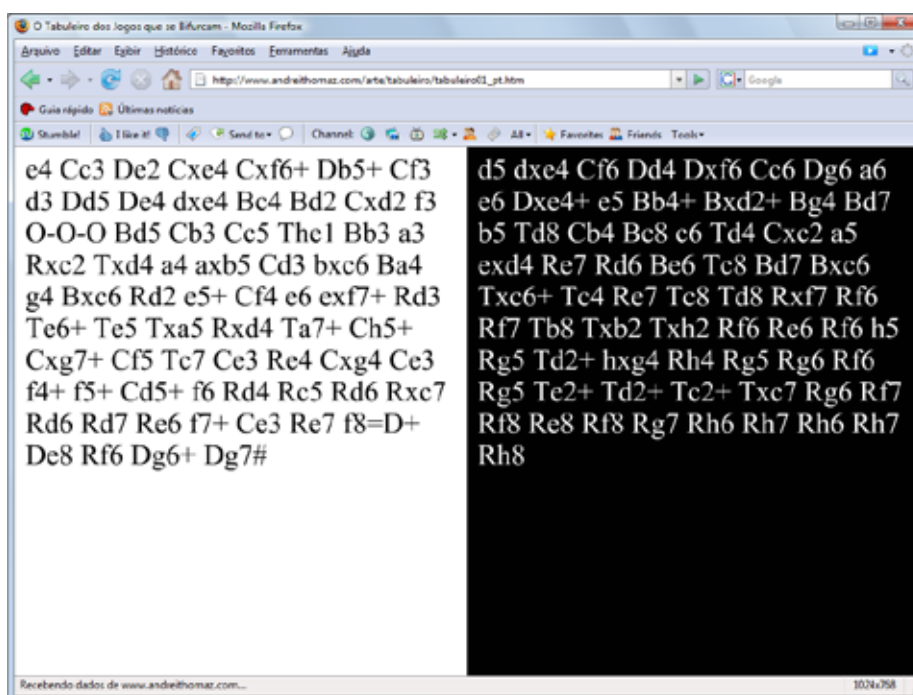 O Tabuleiro dos Jogos que se Bifurcam - Mozilla Firefox
Arquivo Editar Exibir Histórico Favoritos Ferramentas Ajuda
http://www.andreithomaz.com/arte/tabuleiro/tabuleiro01_pt.htm Google
Guia rápido Últimas notícias
Stumble! I like it! Send to Channel: All Favorites Friends Tools
e4 Cc3 De2 Cxe4 Cxf6+ Db5+ Cf3
d3 Dd5 De4 dxe4 Bc4 Bd2 Cxd2 f3
O-O-O Bd5 Cb3 Cc5 The1 Bb3 a3
Rxc2 Txd4 a4 axb5 Cd3 bxc6 Ba4
g4 Bxc6 Rd2 e5+ Cf4 e6 exf7+ Rd3
Te6+ Te5 Txa5 Rxd4 Ta7+ Ch5+
Cxg7+ Cf5 Tc7 Ce3 Re4 Cxg4 Ce3
f4+ f5+ Cd5+ f6 Rd4 Rc5 Rd6 Rxc7
Rd6 Rd7 Re6 f7+ Ce3 Re7 f8=D+
De8 Rf6 Dg6+ Dg7#
d5 dxe4 Cf6 Dd4 Dxf6 Cc6 Dg6 a6
e6 Dxe4+ e5 Bb4+ Bxd2+ Bg4 Bd7
b5 Td8 Cb4 Bc8 c6 Td4 Cxc2 a5
exd4 Re7 Rd6 Be6 Tc8 Bd7 Bxc6
Txc6+ Tc4 Re7 Tc8 Td8 Rxf7 Rf6
Rf7 Tb8 Txb2 Txh2 Rf6 Re6 Rf6 h5
Rg5 Td2+ hxg4 Rh4 Rg5 Rg6 Rf6
Rg5 Te2+ Td2+ Tc2+ Txc7 Rg6 Rf7
Rf8 Re8 Rf8 Rg7 Rh6 Rh7 Rh6 Rh7
Rh8
Recebendo dados de www.andreithomaz.com... 1024x758